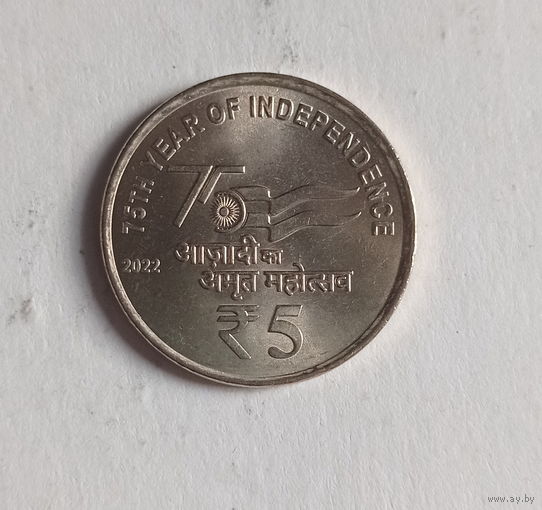 75TH YEAR OF INDEPENDENCE
75
2022
आज़ादी का
अमृत महोत्सव
₹5
www.ay.by